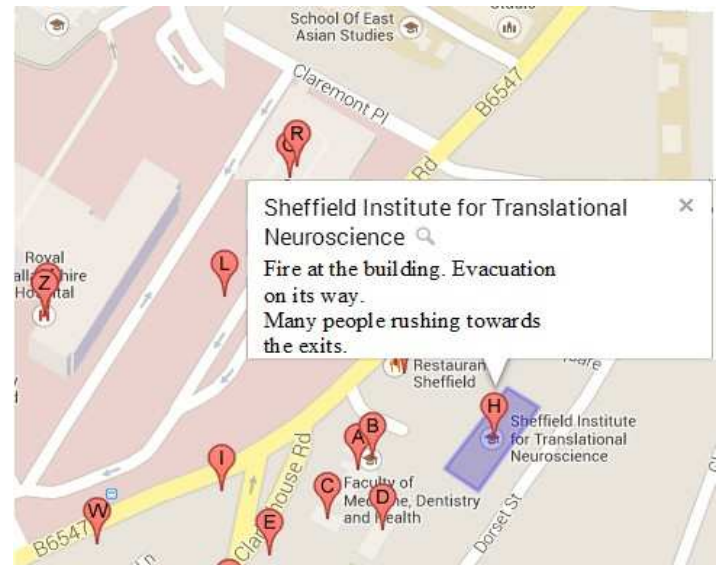 School Of East
Asian Studies
Claremont Pl
B6547
Rd
R
Sheffield Institute for Translational
Neuroscience
Fire at the building. Evacuation
on its way.
Many people rushing towards
the exits.
L
Royal
Hospital
Z
Restauran
Sheffield
H
Sheffield Institute
for Translational
Neuroscience
A
B
I
C
Faculty of
Medicine, Dentistry
and Health
D
W
E
B6547
Clarkehouse Rd
Dorset St